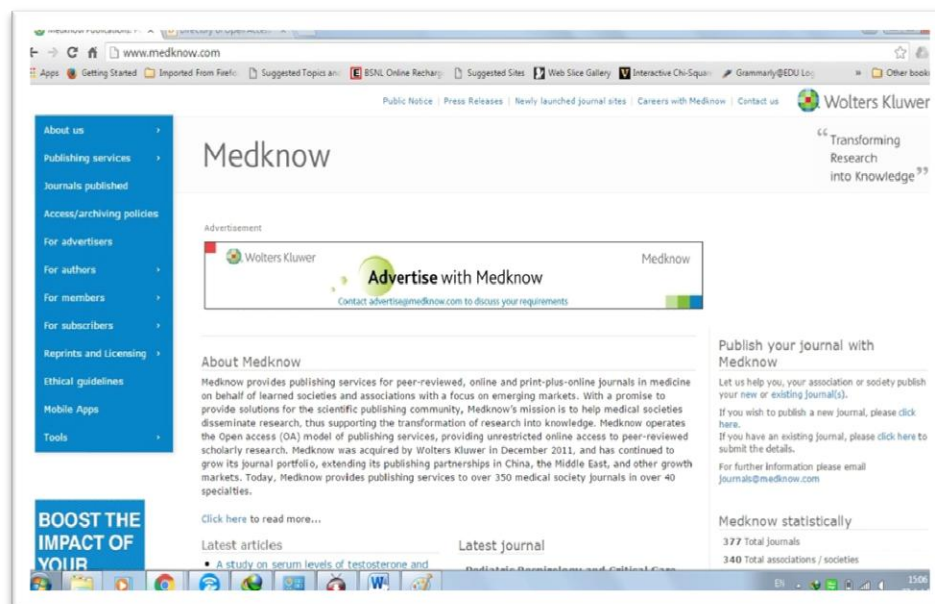 Medknow Publications:
Directory of Open Access
www.medknow.com
Apps Getting Started Imported From Firefo Suggested Topics and BSNL Online Recharg Suggested Sites Web Slice Gallery Interactive Chi-Squar Grammarly@EDU Log » Other book
Public Notice | Press Releases | Newly launched journal sites | Careers with Medknow | Contact us
Wolters Kluwer
About us ›
Publishing services ›
Journals published
Access/archiving policies
For advertisers
For authors ›
For members ›
For subscribers ›
Reprints and Licensing ›
Ethical guidelines
Mobile Apps
Tools ›
BOOST THE
IMPACT OF
YOUR
Medknow
“Transforming
Research
into Knowledge”
Advertisement
Wolters Kluwer
Medknow
Advertise with Medknow
Contact advertise@medknow.com to discuss your requirements
About Medknow
Medknow provides publishing services for peer-reviewed, online and print-plus-online journals in medicine
on behalf of learned societies and associations with a focus on emerging markets. With a promise to
provide solutions for the scientific publishing community, Medknow's mission is to help medical societies
disseminate research, thus supporting the transformation of research into knowledge. Medknow operates
the Open access (OA) model of publishing services, providing unrestricted online access to peer-reviewed
scholarly research. Medknow was acquired by Wolters Kluwer in December 2011, and has continued to
grow its journal portfolio, extending its publishing partnerships in China, the Middle East, and other growth
markets. Today, Medknow provides publishing services to over 350 medical society journals in over 40
specialties.
Click here to read more...
Latest articles
• A study on serum levels of testosterone and
Latest journal
Pediatric Dermatology and Critical Care
Publish your journal with
Medknow
Let us help you, your association or society publish
your new or existing journal(s).
If you wish to publish a new journal, please click
here.
If you have an existing journal, please click here to
submit the details.
For further information please email
journals@medknow.com
Medknow statistically
377 Total journals
340 Total associations / societies
EN
15:06